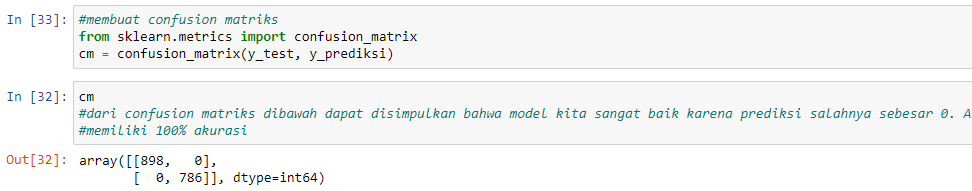 In [33]: #membuat confusion matriks
from sklearn.metrics import confusion_matrix
cm = confusion_matrix(y_test, y_prediksi)
In [32]: cm
#dari confusion matriks dibawah dapat disimpulkan bahwa model kita sangat baik karena prediksi salahnya sebesar 0. A
#memiliki 100% akurasi
Out[32]: array([[898,   0],
       [  0, 786]], dtype=int64)